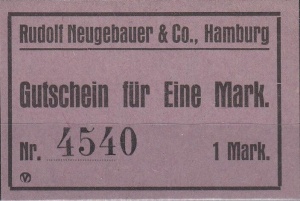 Rudolf Neugebauer & Co., Hamburg
Gutschein für Eine Mark.
Nr. 4540 1 Mark.